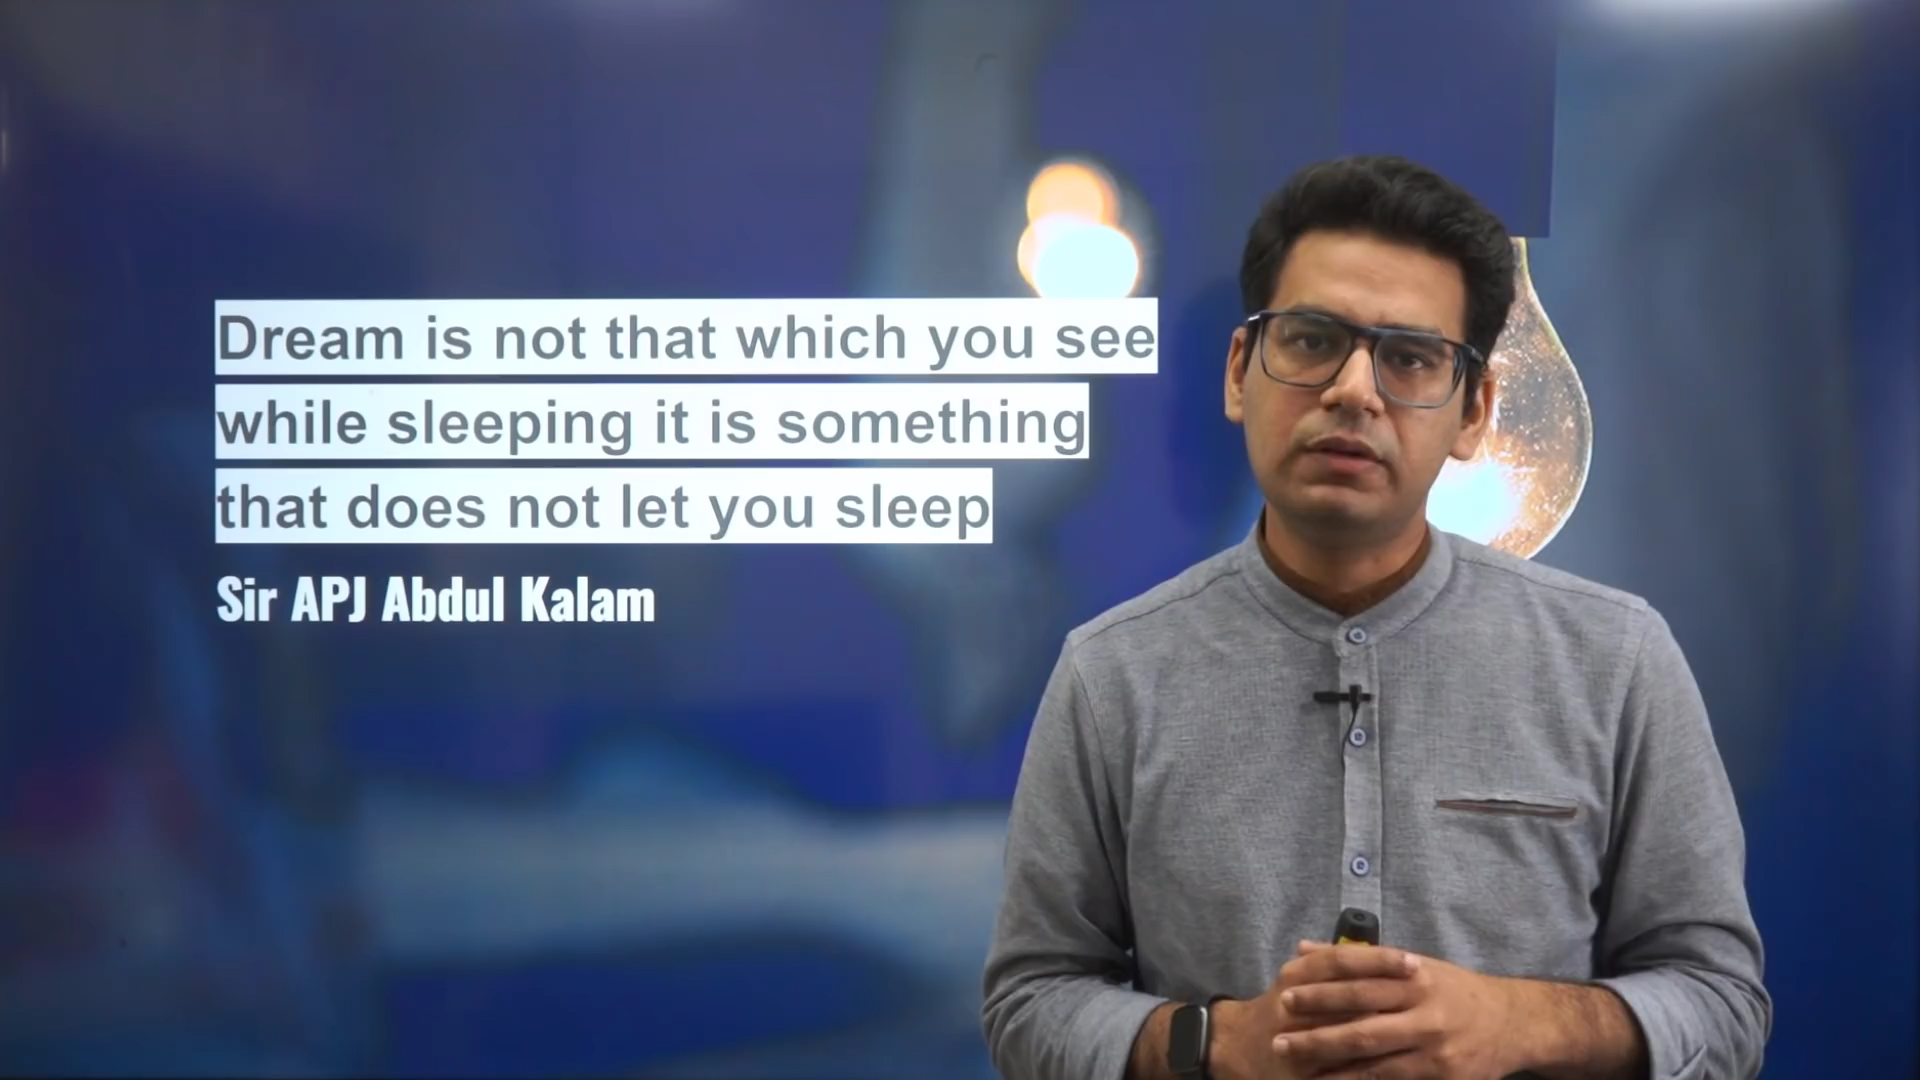 Dream is not that which you see
while sleeping it is something
that does not let you sleep
Sir APJ Abdul Kalam